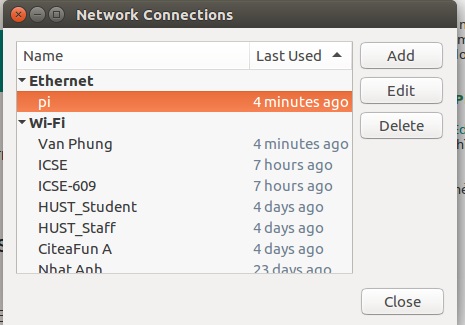 Network Connections
Name Last Used
Add
Ethernet
Edit
pi 4 minutes ago
Delete
Wi-Fi
Van Phung 4 minutes ago
ICSE 7 hours ago
ICSE-609 7 hours ago
HUST_Student 4 days ago
HUST_Staff 4 days ago
CiteaFun A 4 days ago
Nhat Anh 23 days ago
Close